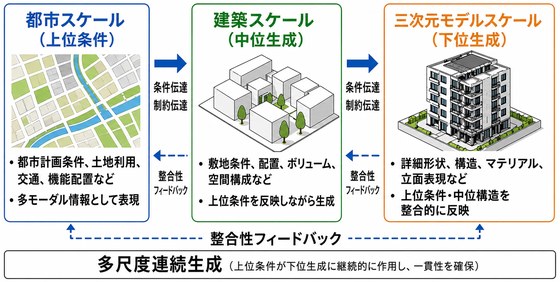 都市スケール
(上位条件)
• 都市計画条件、土地利用、
交通、機能配置など
• 多モーダル情報として表現
条件伝達
制約伝達
整合性
フィードバック
建築スケール
(中位生成)
• 敷地条件、配置、ボリューム、
空間構成など
• 上位条件を反映しながら生成
条件伝達
制約伝達
整合性
フィードバック
三次元モデルスケール
(下位生成)
• 詳細形状、構造、マテリアル、
立面表現など
• 上位条件・中位構造を
整合的に反映
整合性フィードバック
多尺度連続生成 (上位条件が下位生成に継続的に作用し、一貫性を確保)